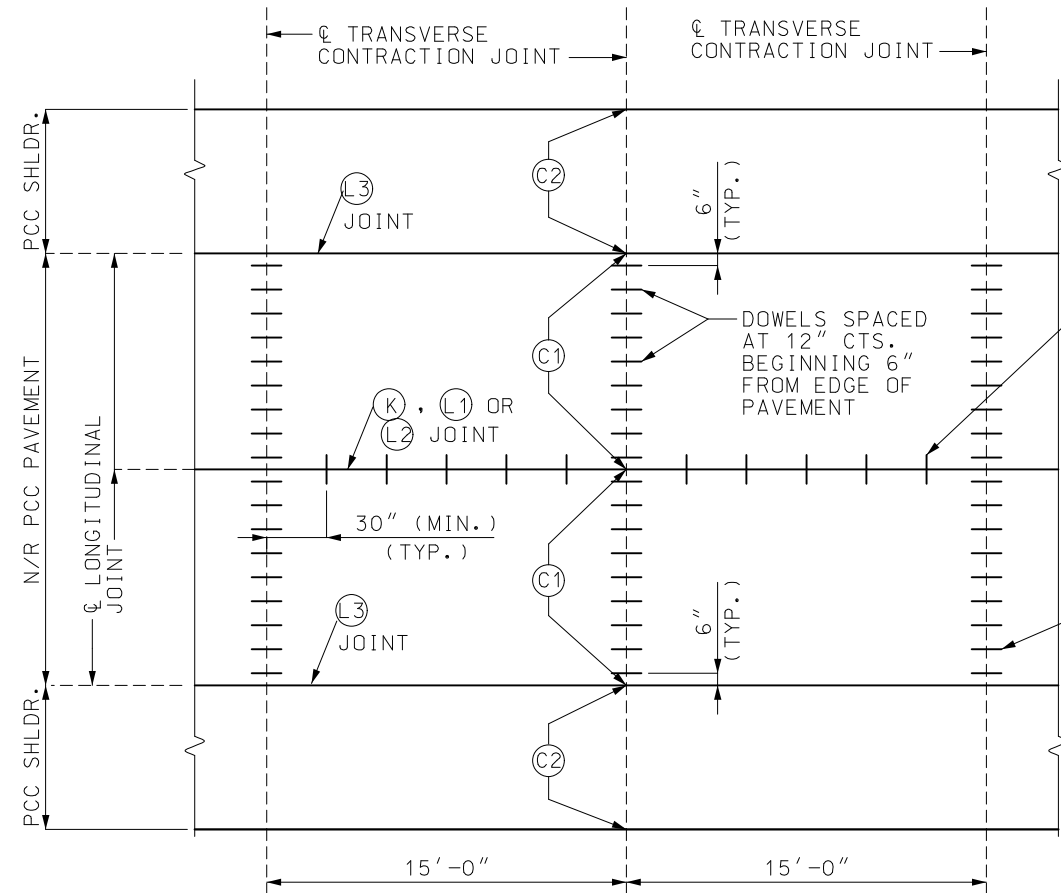 ℄ TRANSVERSE
CONTRACTION JOINT
℄ TRANSVERSE
CONTRACTION JOINT
PCC SHLDR.
L3
JOINT
C2
6"
(TYP.)
N/R PCC PAVEMENT
℄ LONGITUDINAL
JOINT
C1
DOWELS SPACED
AT 12" CTS.
BEGINNING 6"
FROM EDGE OF
PAVEMENT
K , L1 OR
L2 JOINT
30" (MIN.)
(TYP.)
C1
L3
JOINT
6"
(TYP.)
PCC SHLDR.
C2
15'-0"
15'-0"